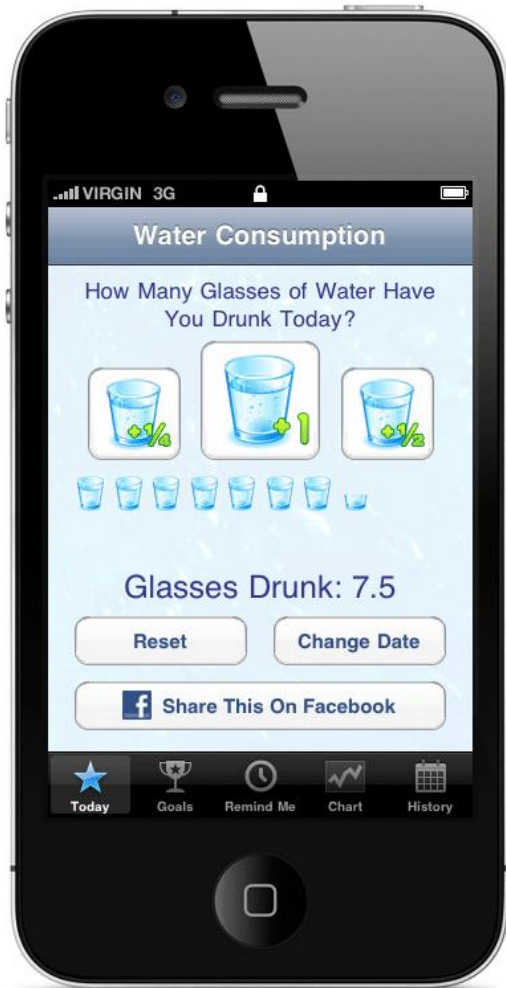 VIRGIN 3G
Water Consumption
How Many Glasses of Water Have
You Drunk Today?
+1/4
+1
+1/2
Glasses Drunk: 7.5
Reset
Change Date
f Share This On Facebook
Today
Goals
Remind Me
Chart
History